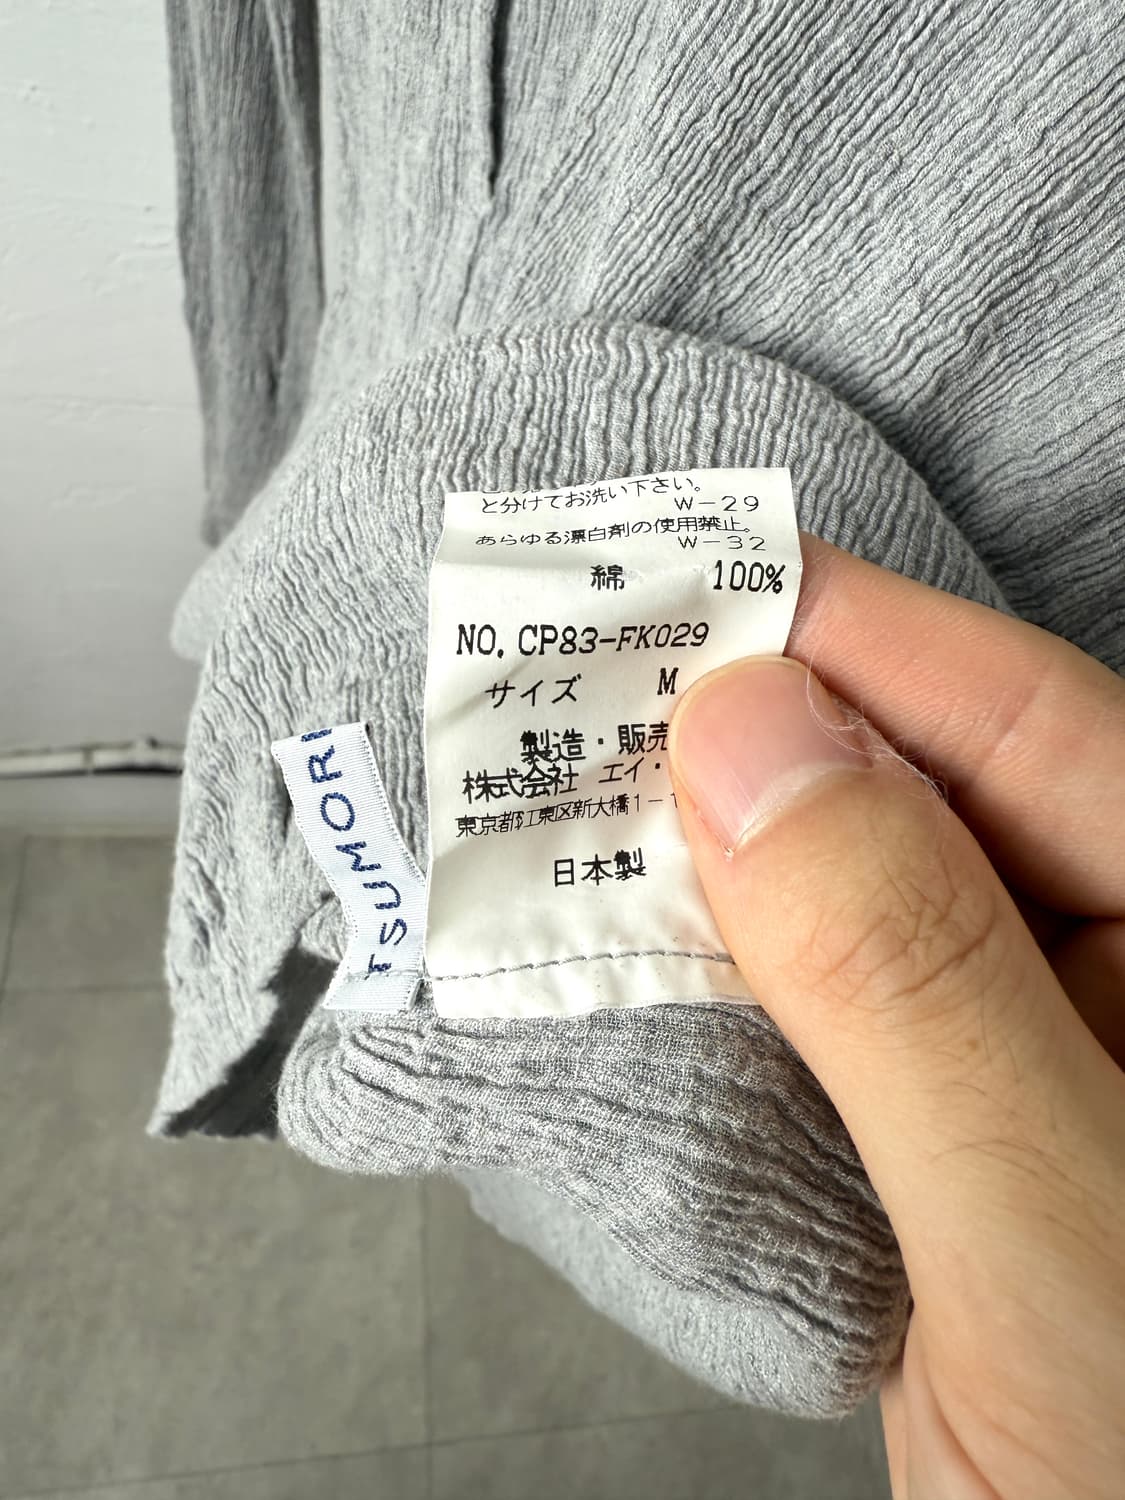 と分けてお洗い下さい。
W-29
あらゆる漂白剤の使用禁止。
W-32
綿 100%
NO. CP83-FK029
サイズ M
製造・販売
株式会社 エイ・
東京都江東区新大橋1-1
日本製
TSUMORI